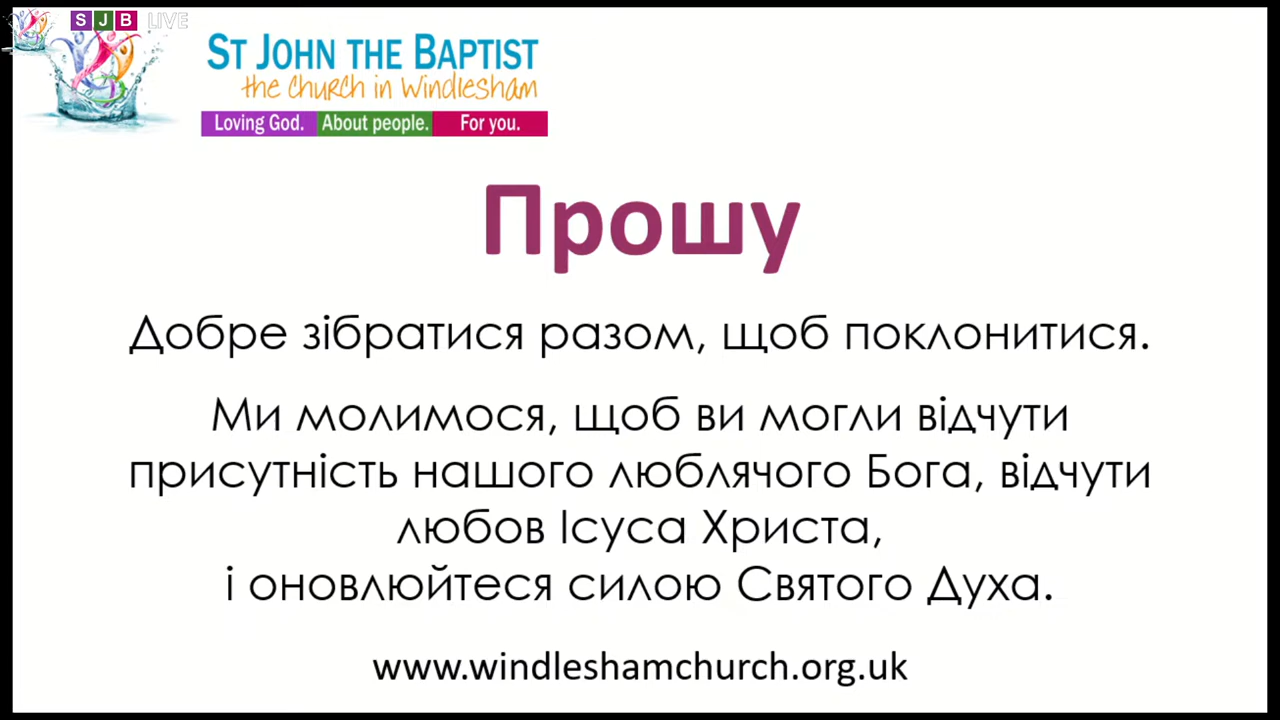 SJB LIVE
ST JOHN THE BAPTIST
the church in Windlesham
Loving God. About people. For you.
Прошу
Добре зібратися разом, щоб поклонитися.
Ми молимося, щоб ви могли відчути
присутність нашого люблячого Бога, відчути
любов Ісуса Христа,
і оновлюйтеся силою Святого Духа.
www.windleshamchurch.org.uk